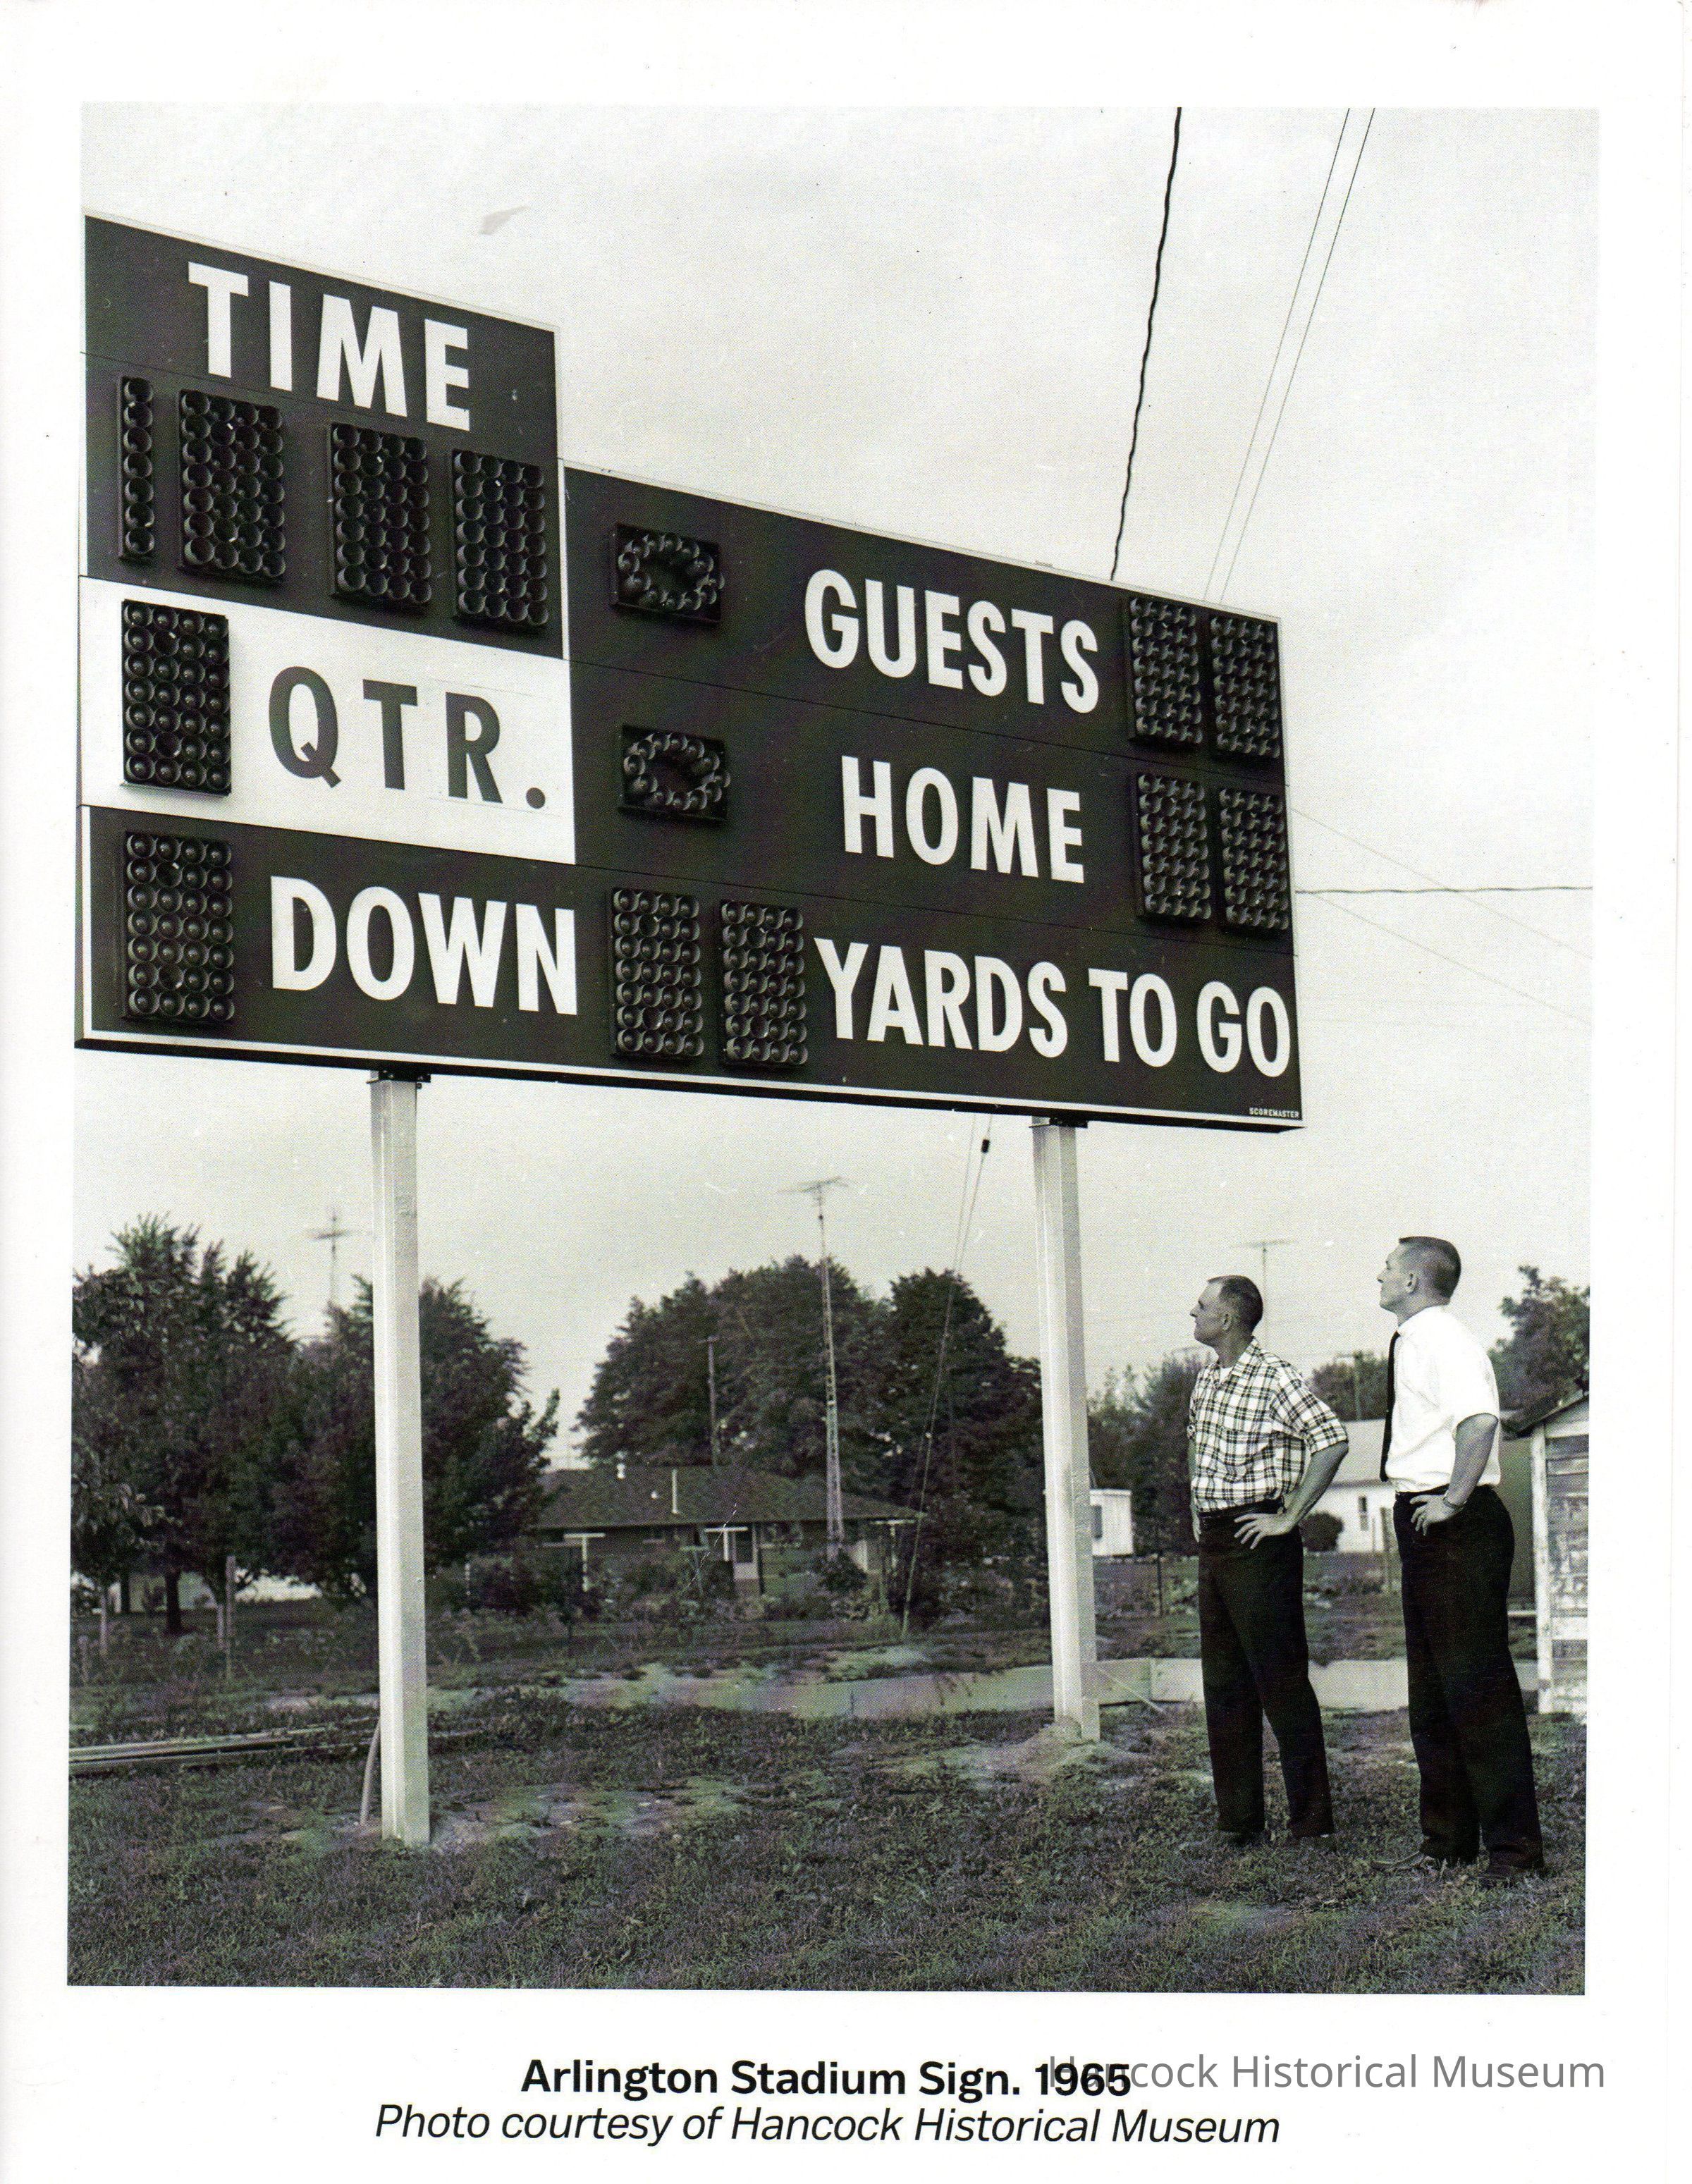 TIME
QTR.
GUESTS
HOME
DOWN YARDS TO GO
SCOREMASTER
Arlington Stadium Sign. 1965
Hancock Historical Museum
Photo courtesy of Hancock Historical Museum